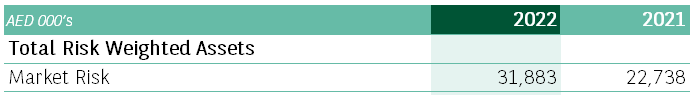 AED 000's 2022 2021
Total Risk Weighted Assets
Market Risk 31,883 22,738